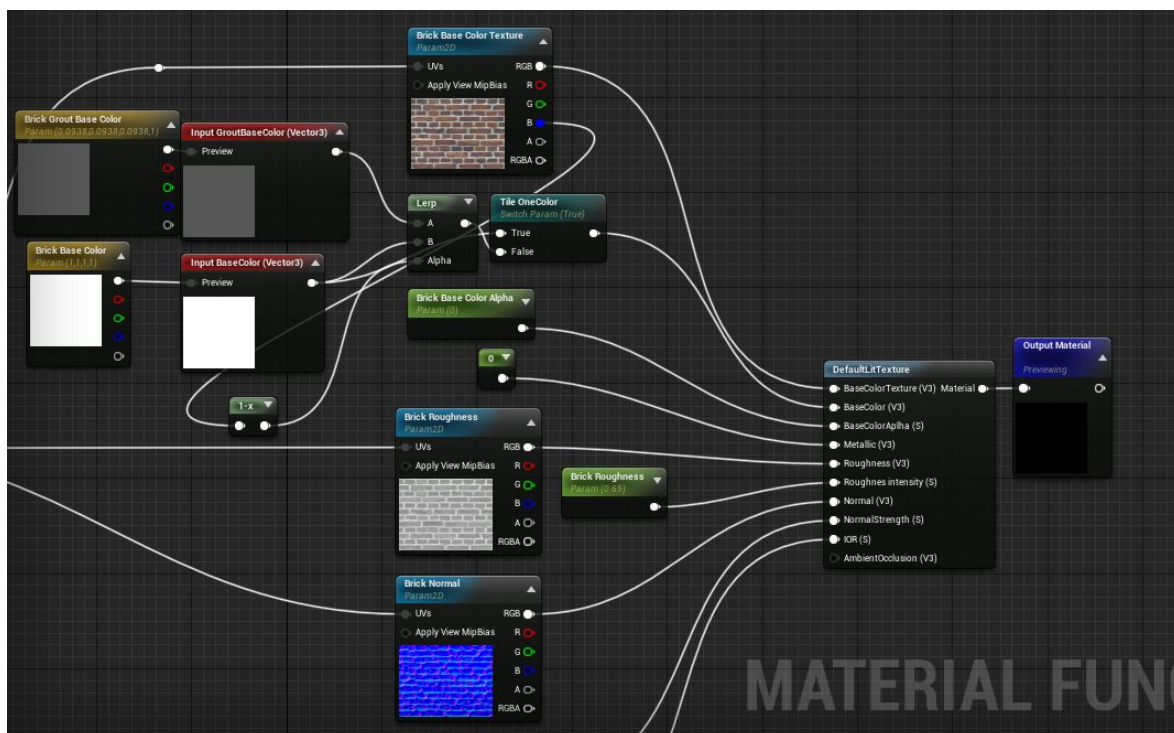 Brick Base Color Texture
Param2D
UVs
RGB
Apply View MipBias
R
G
B
A
RGBA
Brick Grout Base Color
Param (0.0938,0.0938,0.0938,1)
Input GroutBaseColor (Vector3)
Preview
Lerp
A
B
Alpha
Tile OneColor
Switch Param (True)
True
False
Brick Base Color
Param (1,1,1,1)
Input BaseColor (Vector3)
Preview
Brick Base Color Alpha
Param (0)
0
1-x
Brick Roughness
Param2D
UVs
RGB
Apply View MipBias
R
G
B
A
RGBA
Brick Roughness
Param (0.65)
Brick Normal
Param2D
UVs
RGB
Apply View MipBias
R
G
B
A
RGBA
DefaultLitTexture
BaseColorTexture (V3) Material
BaseColor (V3)
BaseColorAplha (S)
Metallic (V3)
Roughness (V3)
Roughnes intensity (S)
Normal (V3)
NormalStrength (S)
IOR (S)
AmbientOcclusion (V3)
Output Material
Previewing
MATERIAL FUN